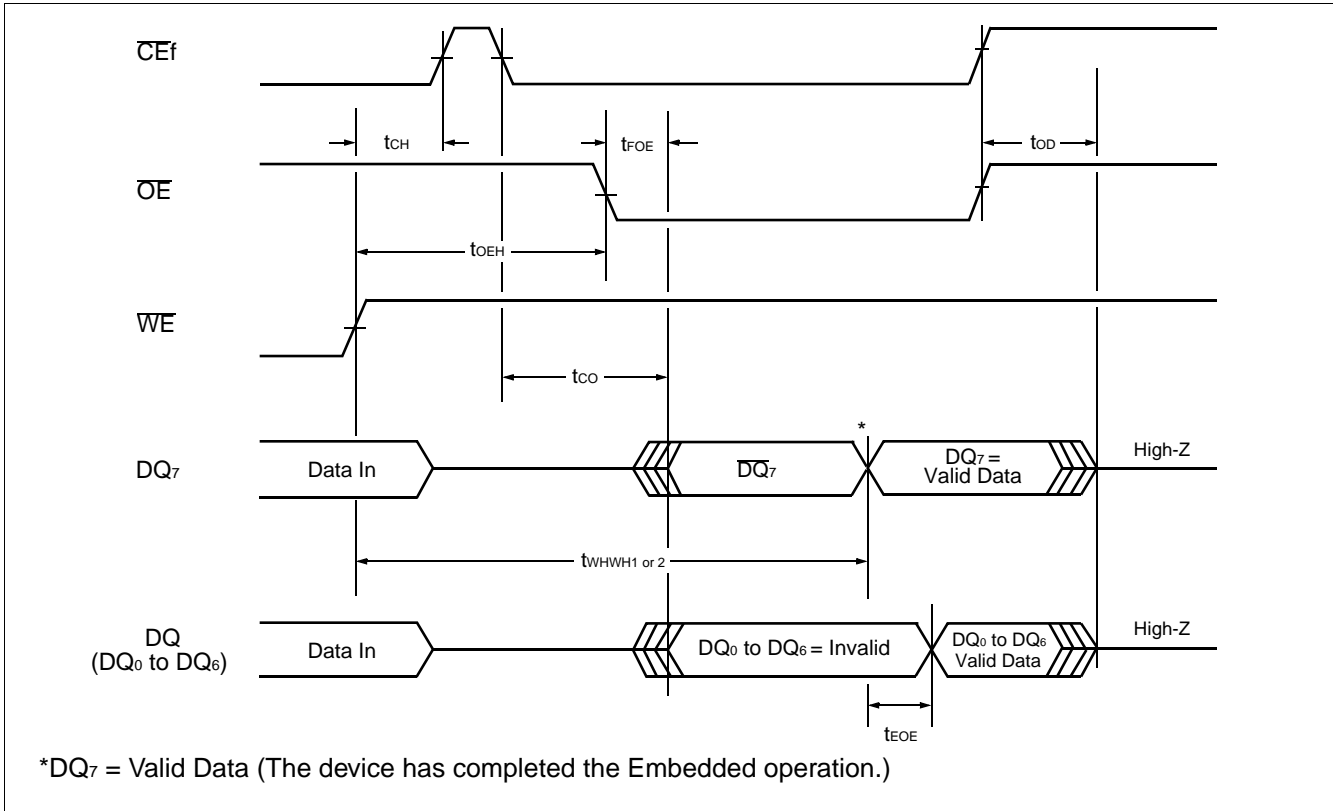 CEf
tCH
tFOE
tOD
OE
tOEH
WE
tCO
*
DQ7
Data In
DQ7
DQ7 =
Valid Data
High-Z
tWHWH1 or 2
DQ
(DQ0 to DQ6)
Data In
DQ0 to DQ6 = Invalid
DQ0 to DQ6
Valid Data
High-Z
tEOE
*DQ7 = Valid Data (The device has completed the Embedded operation.)